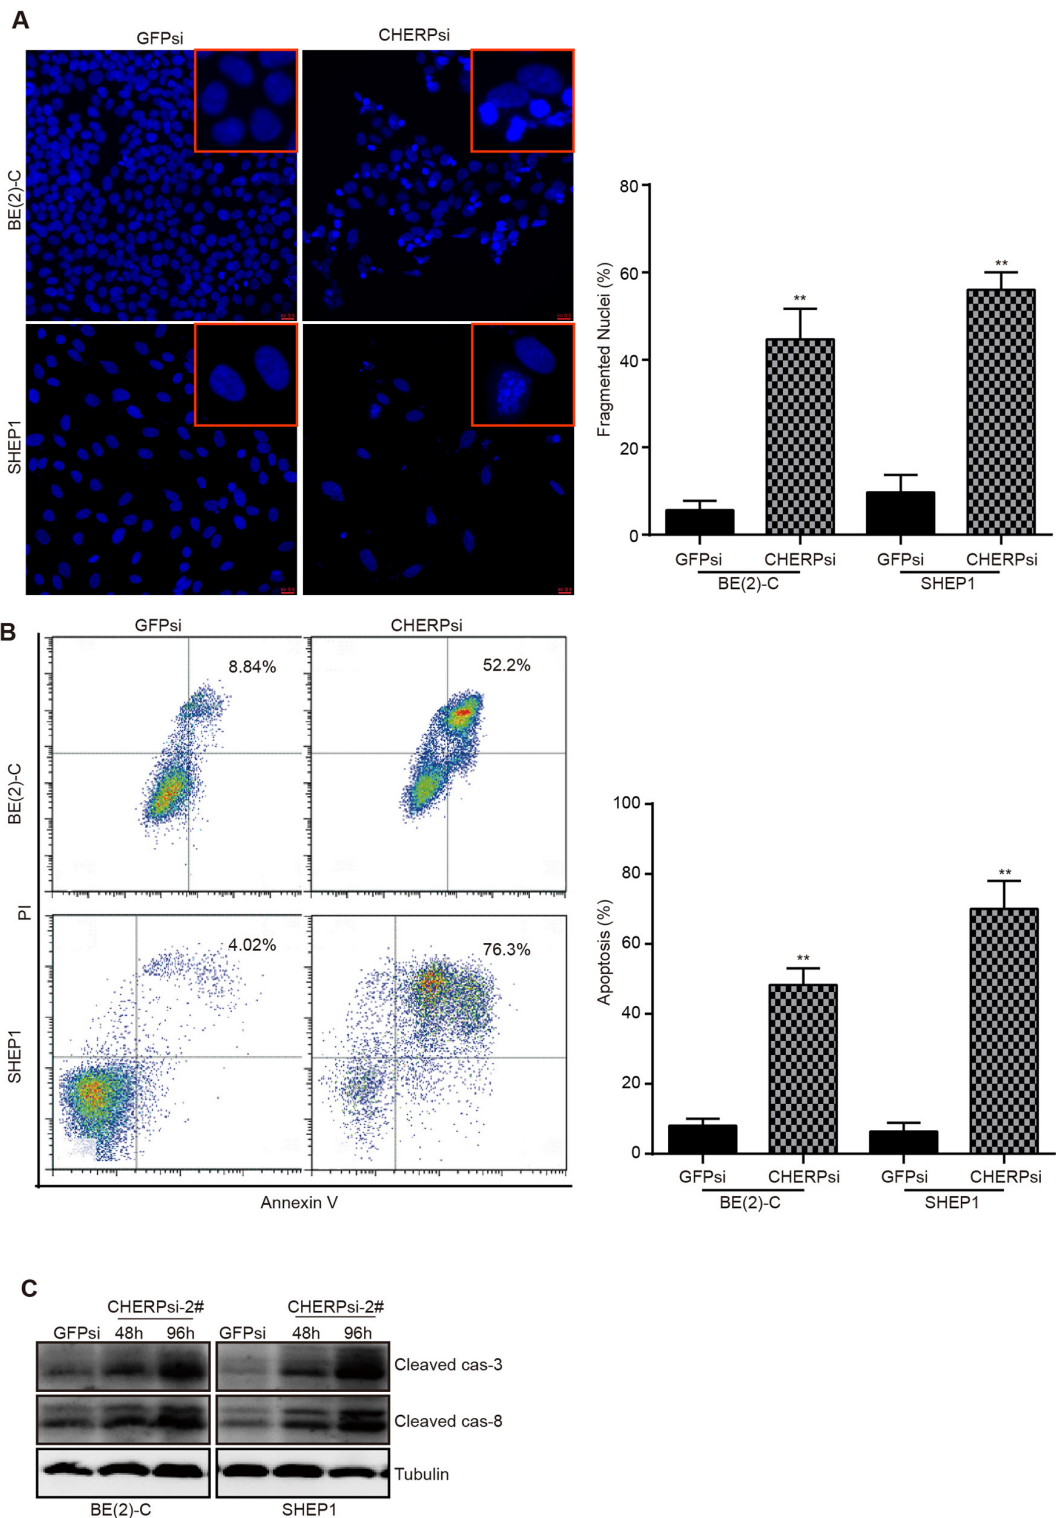 A
GFPsi CHERPsi
BE(2)-C
SHEP1
Fragmented Nuclei (%)
80
60
40
20
0
**
**
GFPsi CHERPsi GFPsi CHERPsi
BE(2)-C SHEP1
B
GFPsi CHERPsi
BE(2)-C
8.84% 52.2%
PI
SHEP1
4.02% 76.3%
Annexin V
Apoptosis (%)
100
80
60
40
20
0
**
**
GFPsi CHERPsi GFPsi CHERPsi
BE(2)-C SHEP1
C
CHERPsi-2# CHERPsi-2#
GFPsi 48h 96h GFPsi 48h 96h
Cleaved cas-3
Cleaved cas-8
Tubulin
BE(2)-C SHEP1